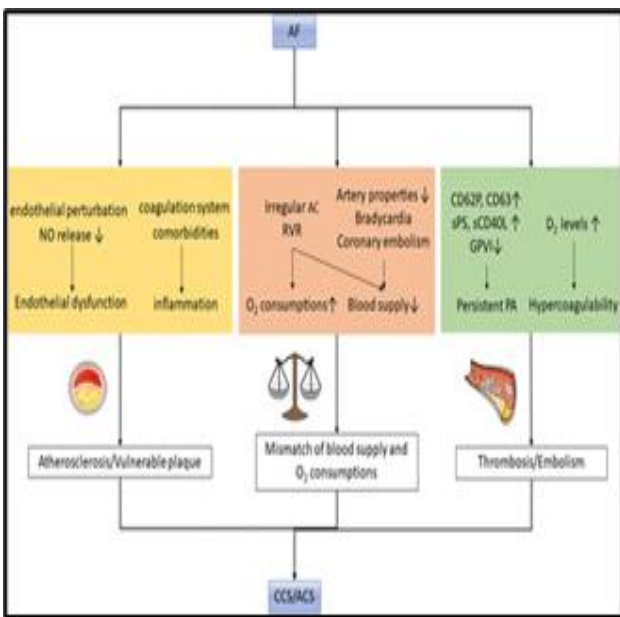 AF
endothelial perturbation
NO release ↓
Endothelial dysfunction
coagulation system
comorbidities
inflammation
Irregular AC
RVR
O₂ consumptions↑
Artery properties ↓
Bradycardia
Coronary embolism
Blood supply↓
CD62P, CD63↑
sPS, sCD40L ↑
GPVI↓
Persistent PA
D₂ levels ↑
Hypercoagulability
Atherosclerosis/Vulnerable plaque
Mismatch of blood supply and
O₂ consumptions
Thrombosis/Embolism
CCS/ACS